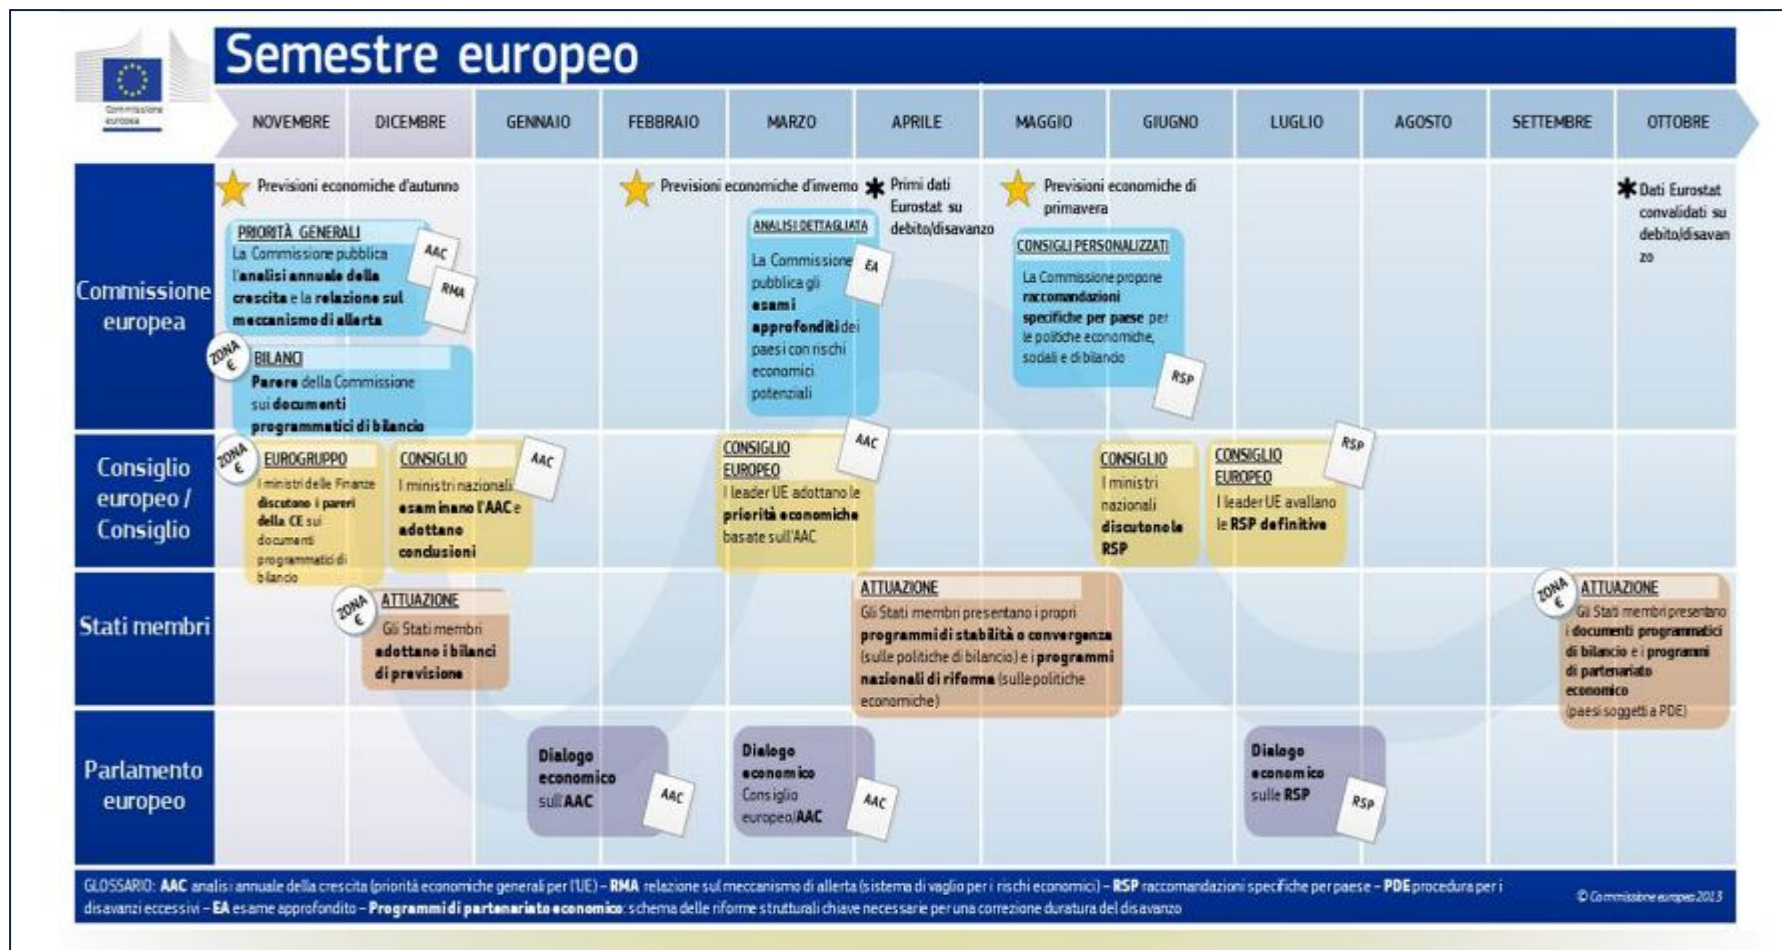 Semestre europeo
Commissione
europea
NOVEMBRE
DICEMBRE
GENNAIO
FEBBRAIO
MARZO
APRILE
MAGGIO
GIUGNO
LUGLIO
AGOSTO
SETTEMBRE
OTTOBRE
Commissione
europea
Previsioni economiche d'autunno
PRIORITÀ GENERALI
La Commissione pubblica
l'analisi annuale della
crescita e la relazione sul
meccanismo di allerta
AAC
RMA
ZONA
€
BILANCI
Parere della Commissione
sui documenti
programmatici di bilancio
Previsioni economiche d'inverno
ANALISI DETTAGLIATA
La Commissione
pubblica gli
esami
approfonditi dei
paesi con rischi
economici
potenziali
EA
Primi dati
Eurostat su
debito/disavanzo
Previsioni economiche di
primavera
CONSIGLI PERSONALIZZATI
La Commissione propone
raccomandazioni
specifiche per paese per
le politiche economiche,
sociali e di bilancio
RSP
Dati Eurostat
convalidati su
debito/disavan
zo
Consiglio
europeo /
Consiglio
ZONA
€
EUROGRUPPO
I ministri delle Finanze
discutono i pareri
della CE sui
documenti
programmatici di
bilancio
CONSIGLIO
I ministri nazionali
esaminano l'AAC e
adottano
conclusioni
AAC
CONSIGLIO
EUROPEO
I leader UE adottano le
priorità economiche
basate sull'AAC
AAC
CONSIGLIO
I ministri
nazionali
discutono le
RSP
CONSIGLIO
EUROPEO
I leader UE avallano
le RSP definitive
RSP
Stati membri
ZONA
€
ATTUAZIONE
Gli Stati membri
adottano i bilanci
di previsione
ATTUAZIONE
Gli Stati membri presentano i propri
programmi di stabilità o convergenza
(sulle politiche di bilancio) e i programmi
nazionali di riforma (sulle politiche
economiche)
ZONA
€
ATTUAZIONE
Gli Stati membri presentano
i documenti programmatici
di bilancio e i programmi
di partenariato
economico
(paesi soggetti a PDE)
Parlamento
europeo
Dialogo
economico
sull'AAC
AAC
Dialogo
economico
Consiglio
europeo/AAC
AAC
Dialogo
economico
sulle RSP
RSP
GLOSSARIO: AAC analisi annuale della crescita (priorità economiche generali per l'UE) – RMA relazione sul meccanismo di allerta (sistema di vaglio per i rischi economici) – RSP raccomandazioni specifiche per paese – PDE procedura per i
disavanzi eccessivi – EA esame approfondito – Programmi di partenariato economico: schema delle riforme strutturali chiave necessarie per una correzione duratura del disavanzo
© Commissione europea 2013